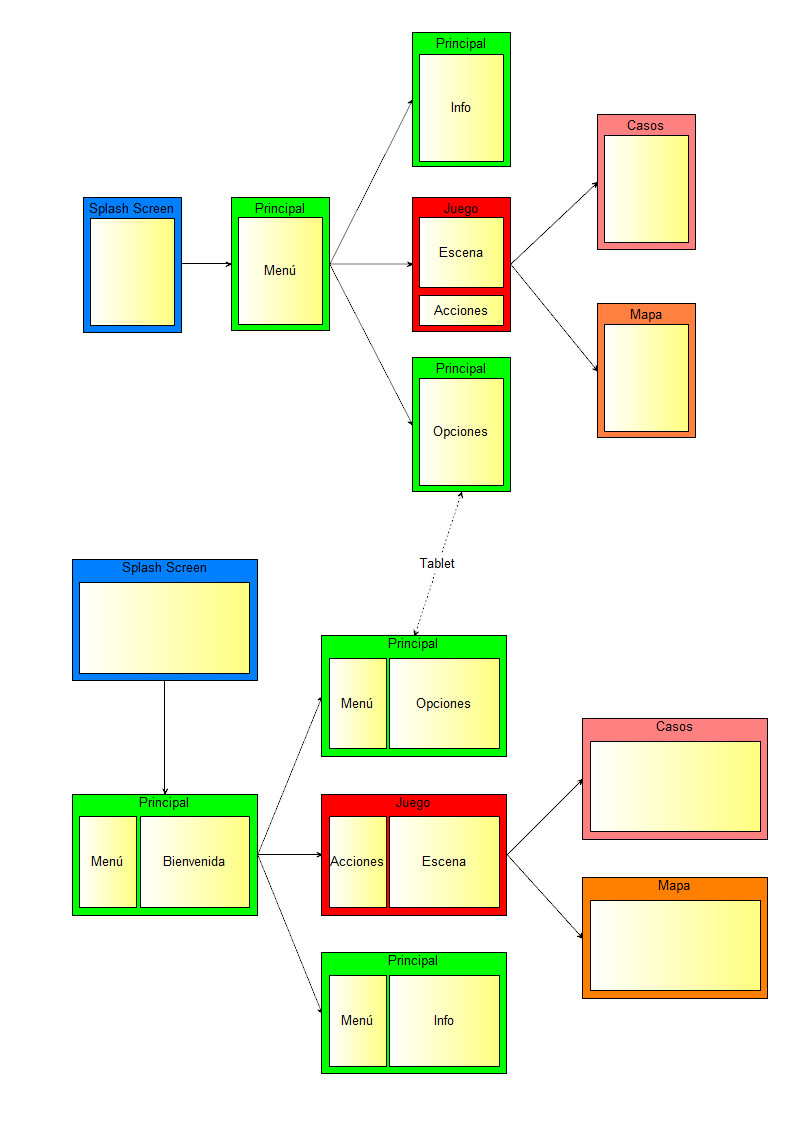 Principal
Info
Casos
Splash Screen
Principal
Menú
Juego
Escena
Acciones
Mapa
Principal
Opciones
Tablet
Splash Screen
Principal
Menú
Opciones
Casos
Principal
Menú
Bienvenida
Juego
Acciones
Escena
Mapa
Principal
Menú
Info